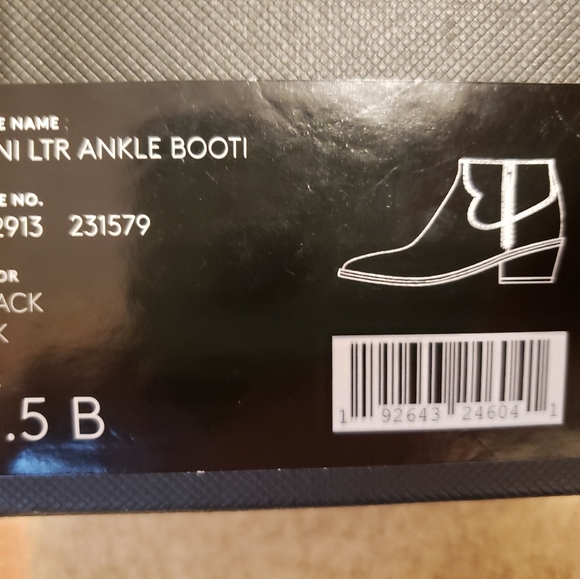 E NAME
NI LTR ANKLE BOOTI
E NO.
2913 231579
OR
ACK
K
.5 B
1 92643 24604 1